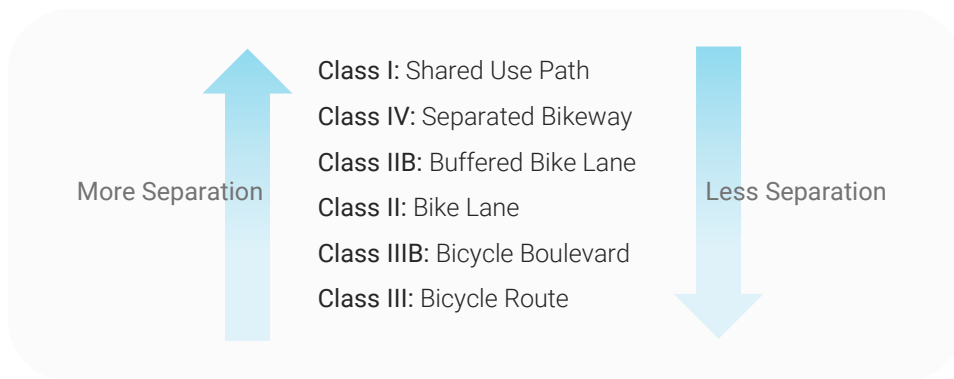 Class I: Shared Use Path
Class IV: Separated Bikeway
Class IIB: Buffered Bike Lane
More Separation
Less Separation
Class II: Bike Lane
Class IIIB: Bicycle Boulevard
Class III: Bicycle Route